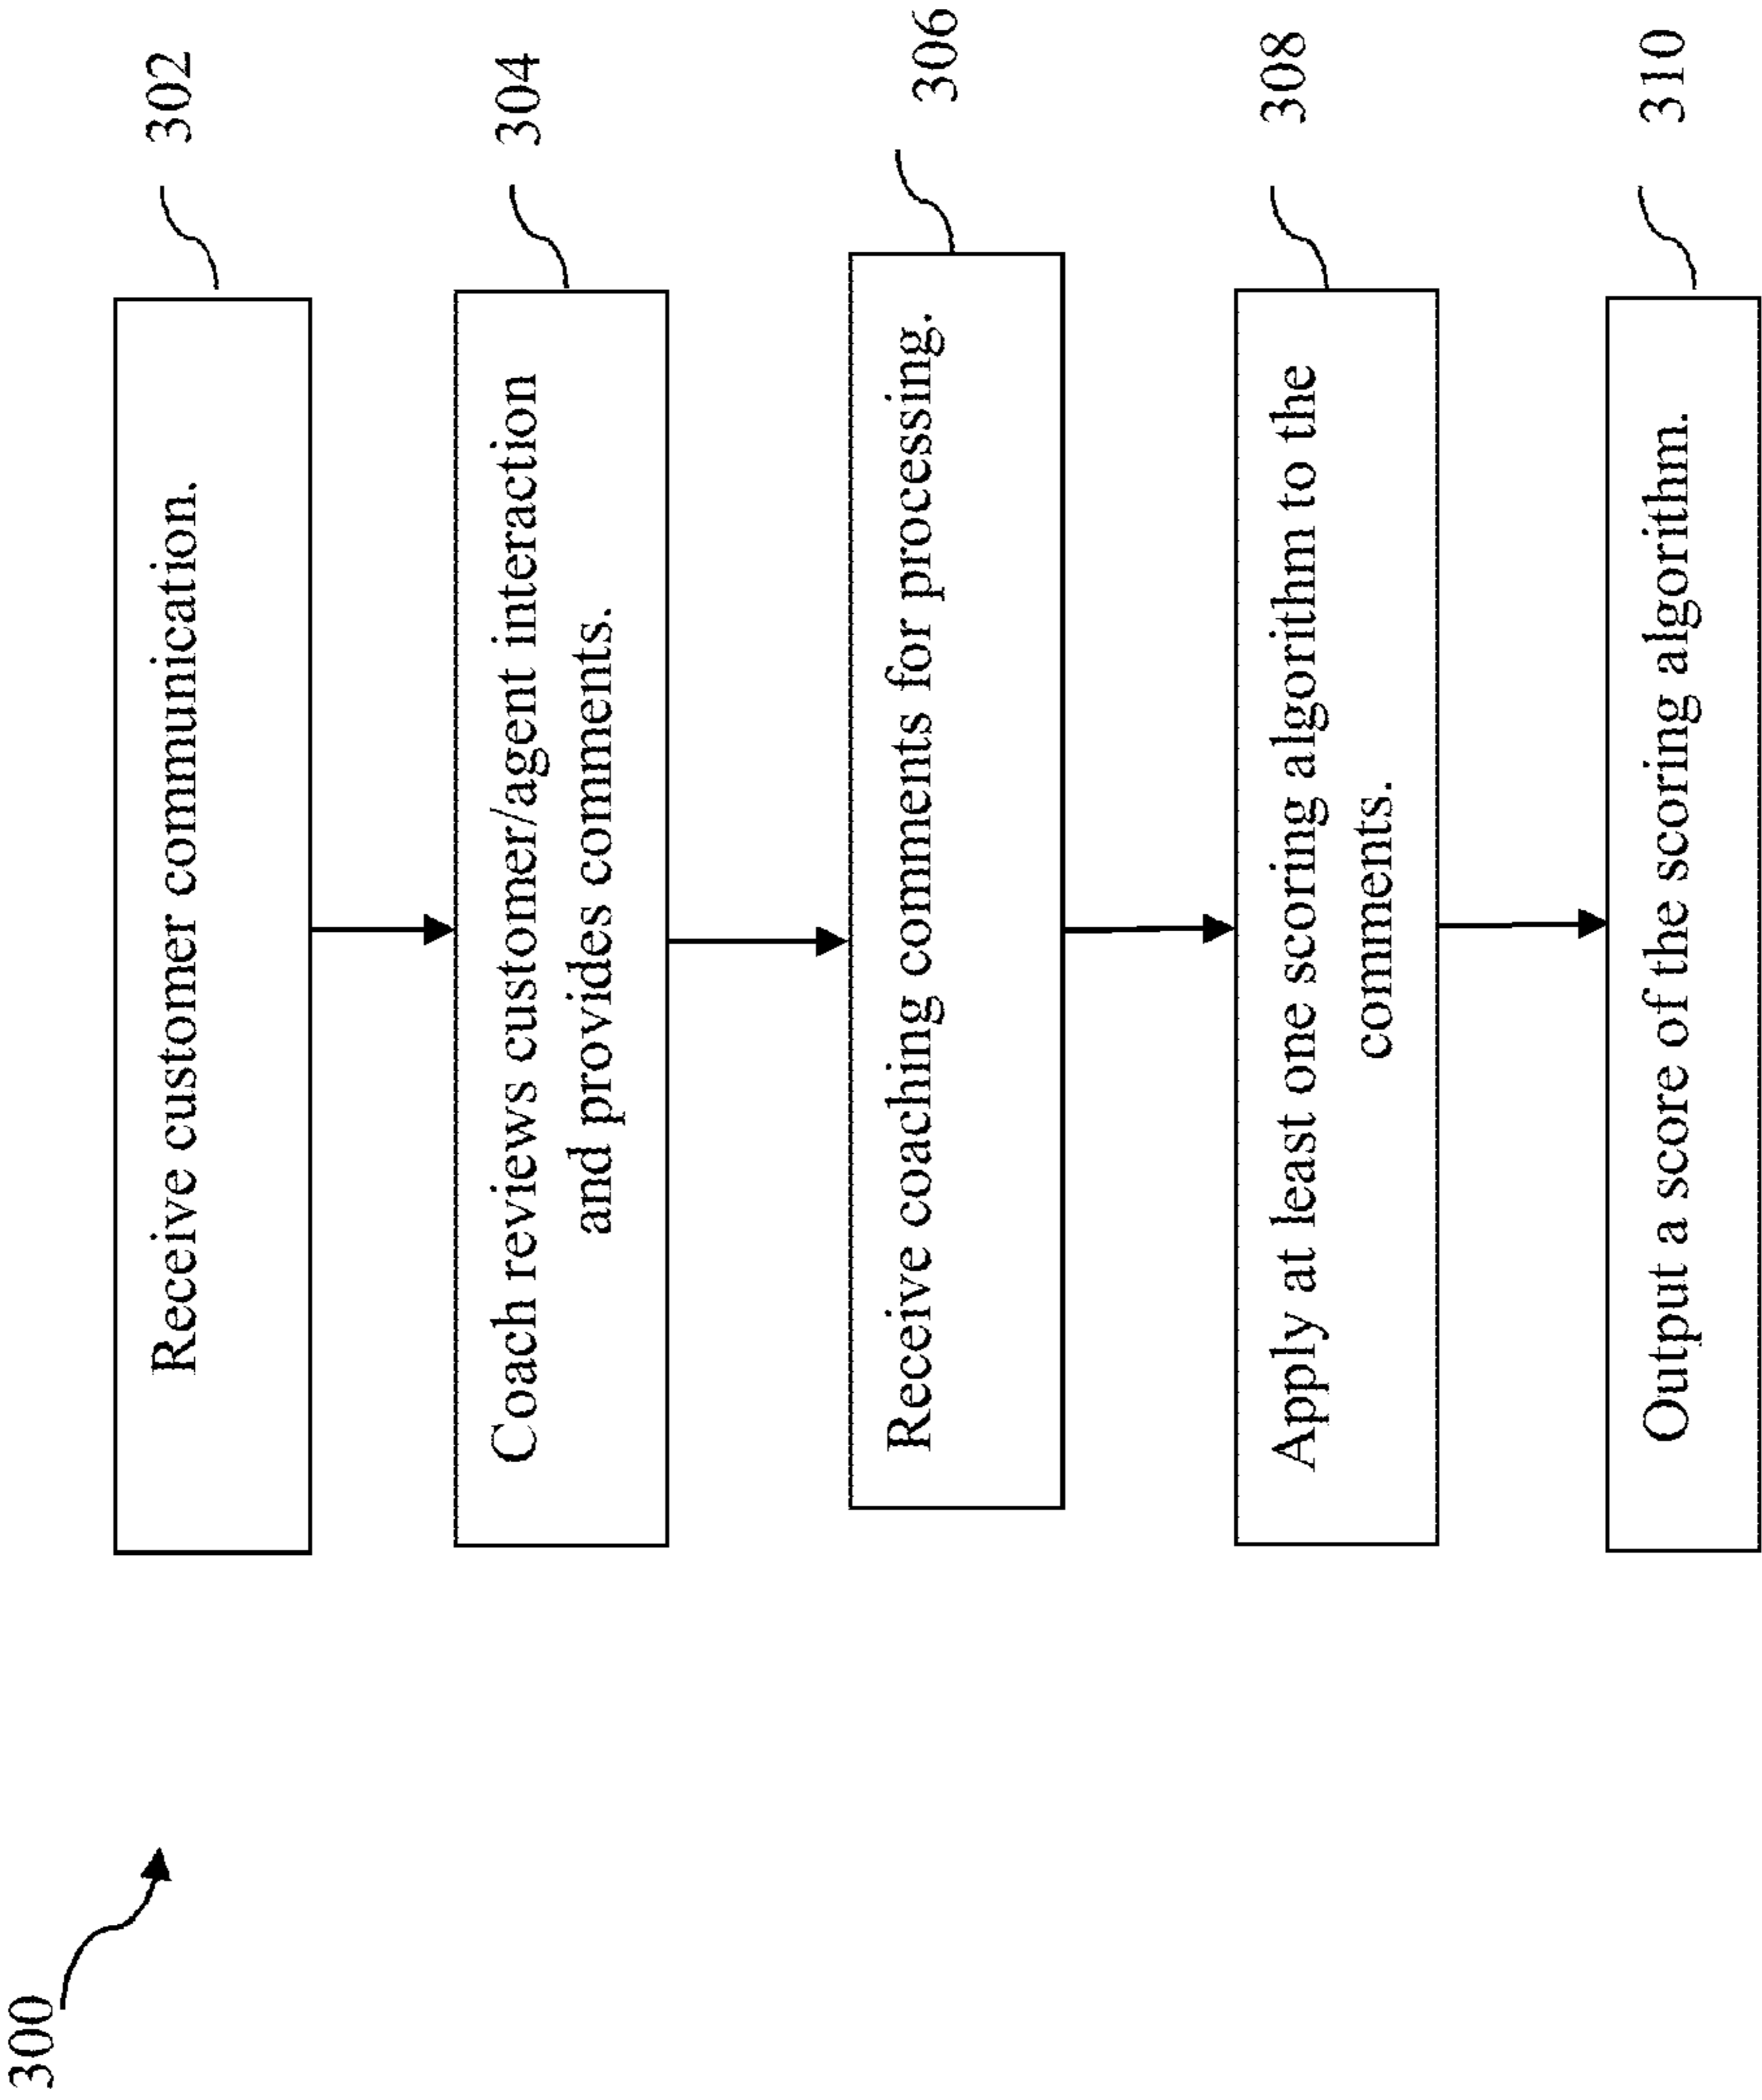 300
Receive customer communication.
302
Coach reviews customer/agent interaction
and provides comments.
304
Receive coaching comments for processing.
306
Apply at least one scoring algorithm to the
comments.
308
Output a score of the scoring algorithm.
310